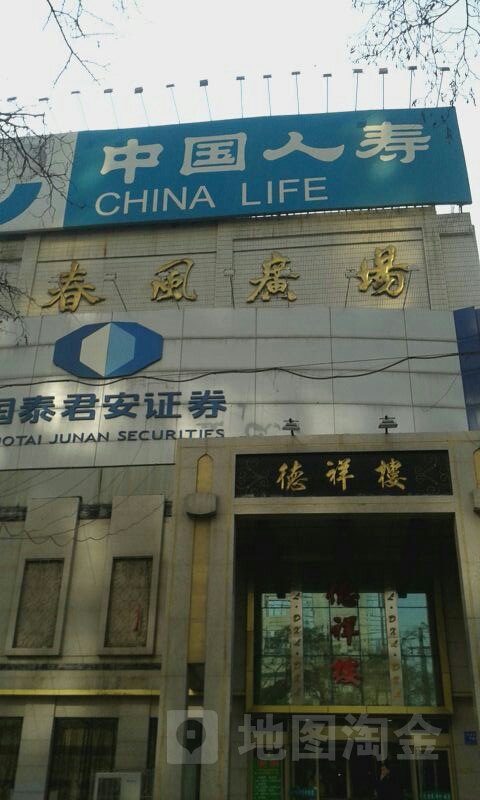 中国人寿
CHINA LIFE
春風廣場
国泰君安证券
OTAI JUNAN SECURITIES
德祥樓
德祥樓
地图淘金